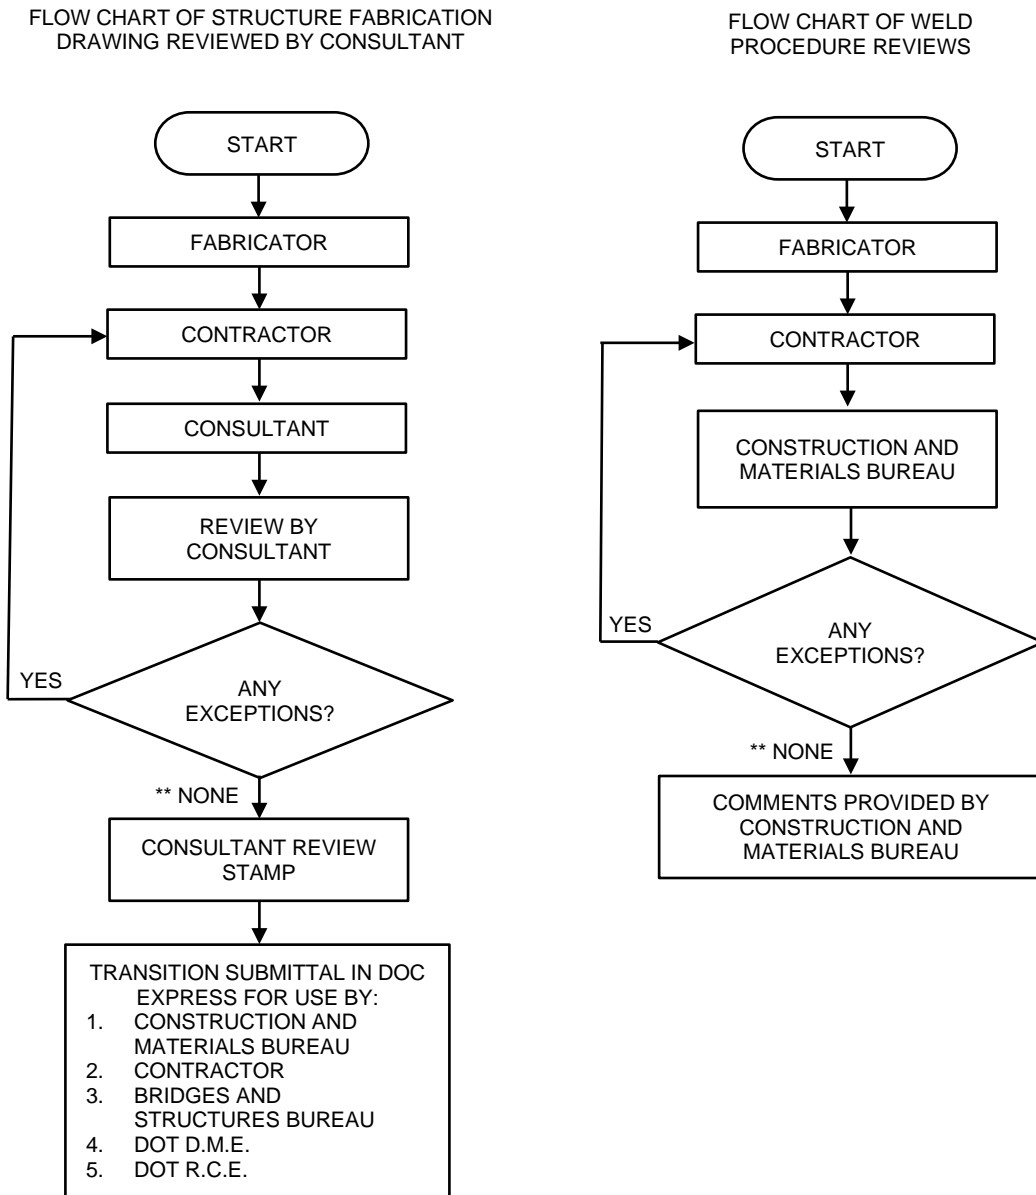 FLOW CHART OF STRUCTURE FABRICATION
DRAWING REVIEWED BY CONSULTANT
START
FABRICATOR
CONTRACTOR
CONSULTANT
REVIEW BY
CONSULTANT
YES
ANY
EXCEPTIONS?
** NONE
CONSULTANT REVIEW
STAMP
TRANSITION SUBMITTAL IN DOC
EXPRESS FOR USE BY:
1. CONSTRUCTION AND
MATERIALS BUREAU
2. CONTRACTOR
3. BRIDGES AND
STRUCTURES BUREAU
4. DOT D.M.E.
5. DOT R.C.E.
FLOW CHART OF WELD
PROCEDURE REVIEWS
START
FABRICATOR
CONTRACTOR
CONSTRUCTION AND
MATERIALS BUREAU
YES
ANY
EXCEPTIONS?
** NONE
COMMENTS PROVIDED BY
CONSTRUCTION AND
MATERIALS BUREAU